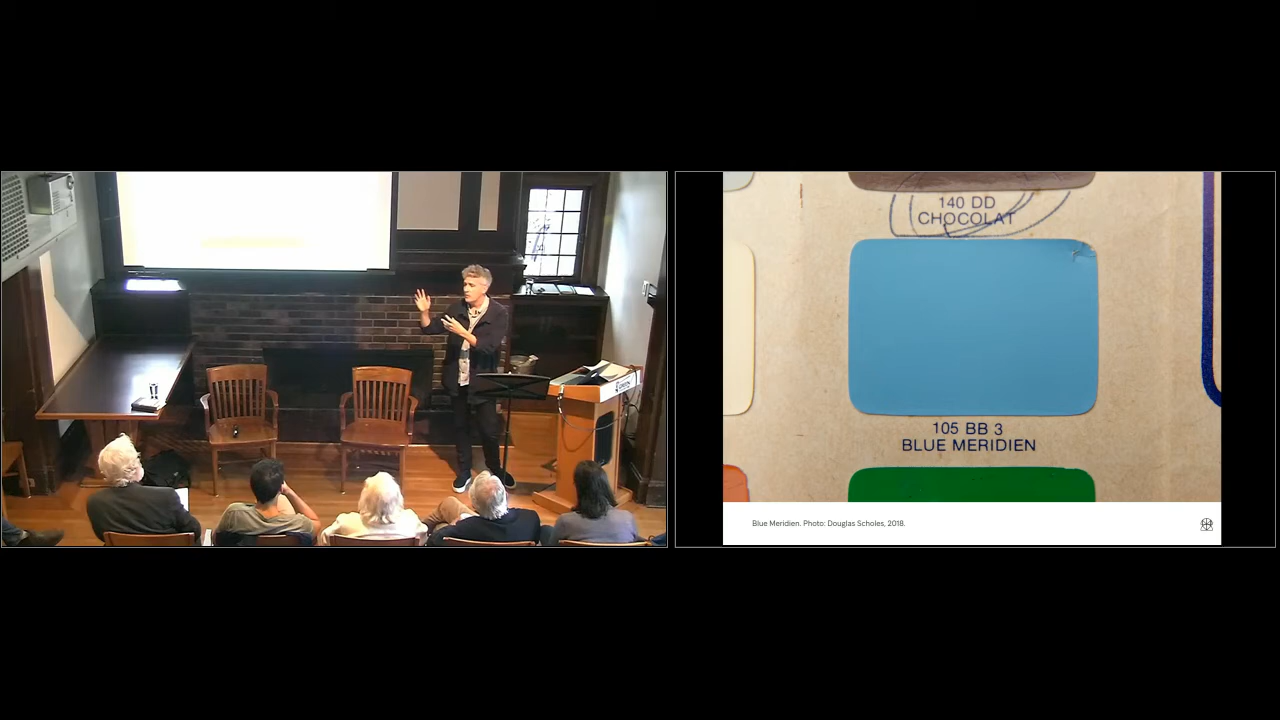 140 DD
CHOCOLAT
105 BB 3
BLUE MERIDIEN
Blue Meridien. Photo: Douglas Scholes, 2018.